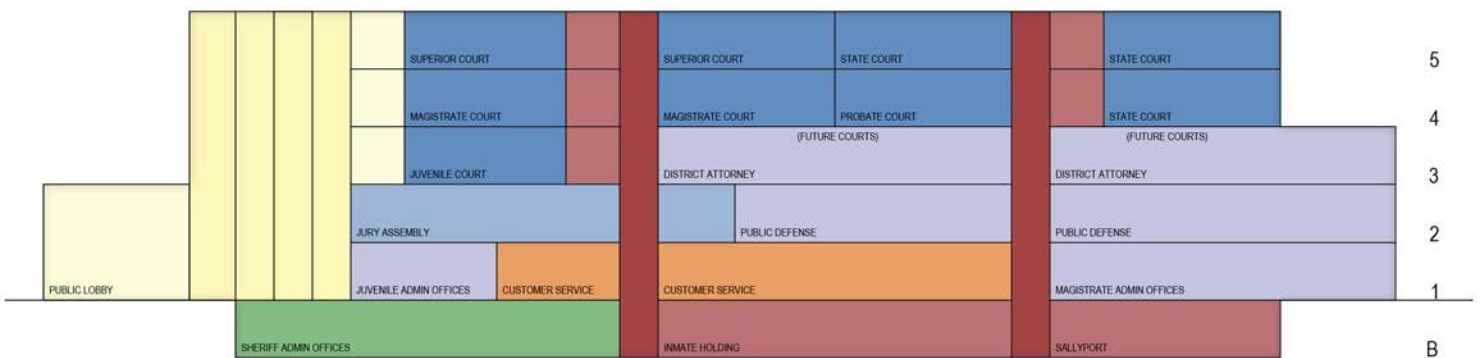 SUPERIOR COURT SUPERIOR COURT STATE COURT STATE COURT 5
MAGISTRATE COURT MAGISTRATE COURT PROBATE COURT STATE COURT 4
(FUTURE COURTS) (FUTURE COURTS)
JUVENILE COURT DISTRICT ATTORNEY DISTRICT ATTORNEY 3
JURY ASSEMBLY PUBLIC DEFENSE PUBLIC DEFENSE 2
PUBLIC LOBBY JUVENILE ADMIN OFFICES CUSTOMER SERVICE CUSTOMER SERVICE MAGISTRATE ADMIN OFFICES 1
SHERIFF ADMIN OFFICES INMATE HOLDING SALLYPORT B